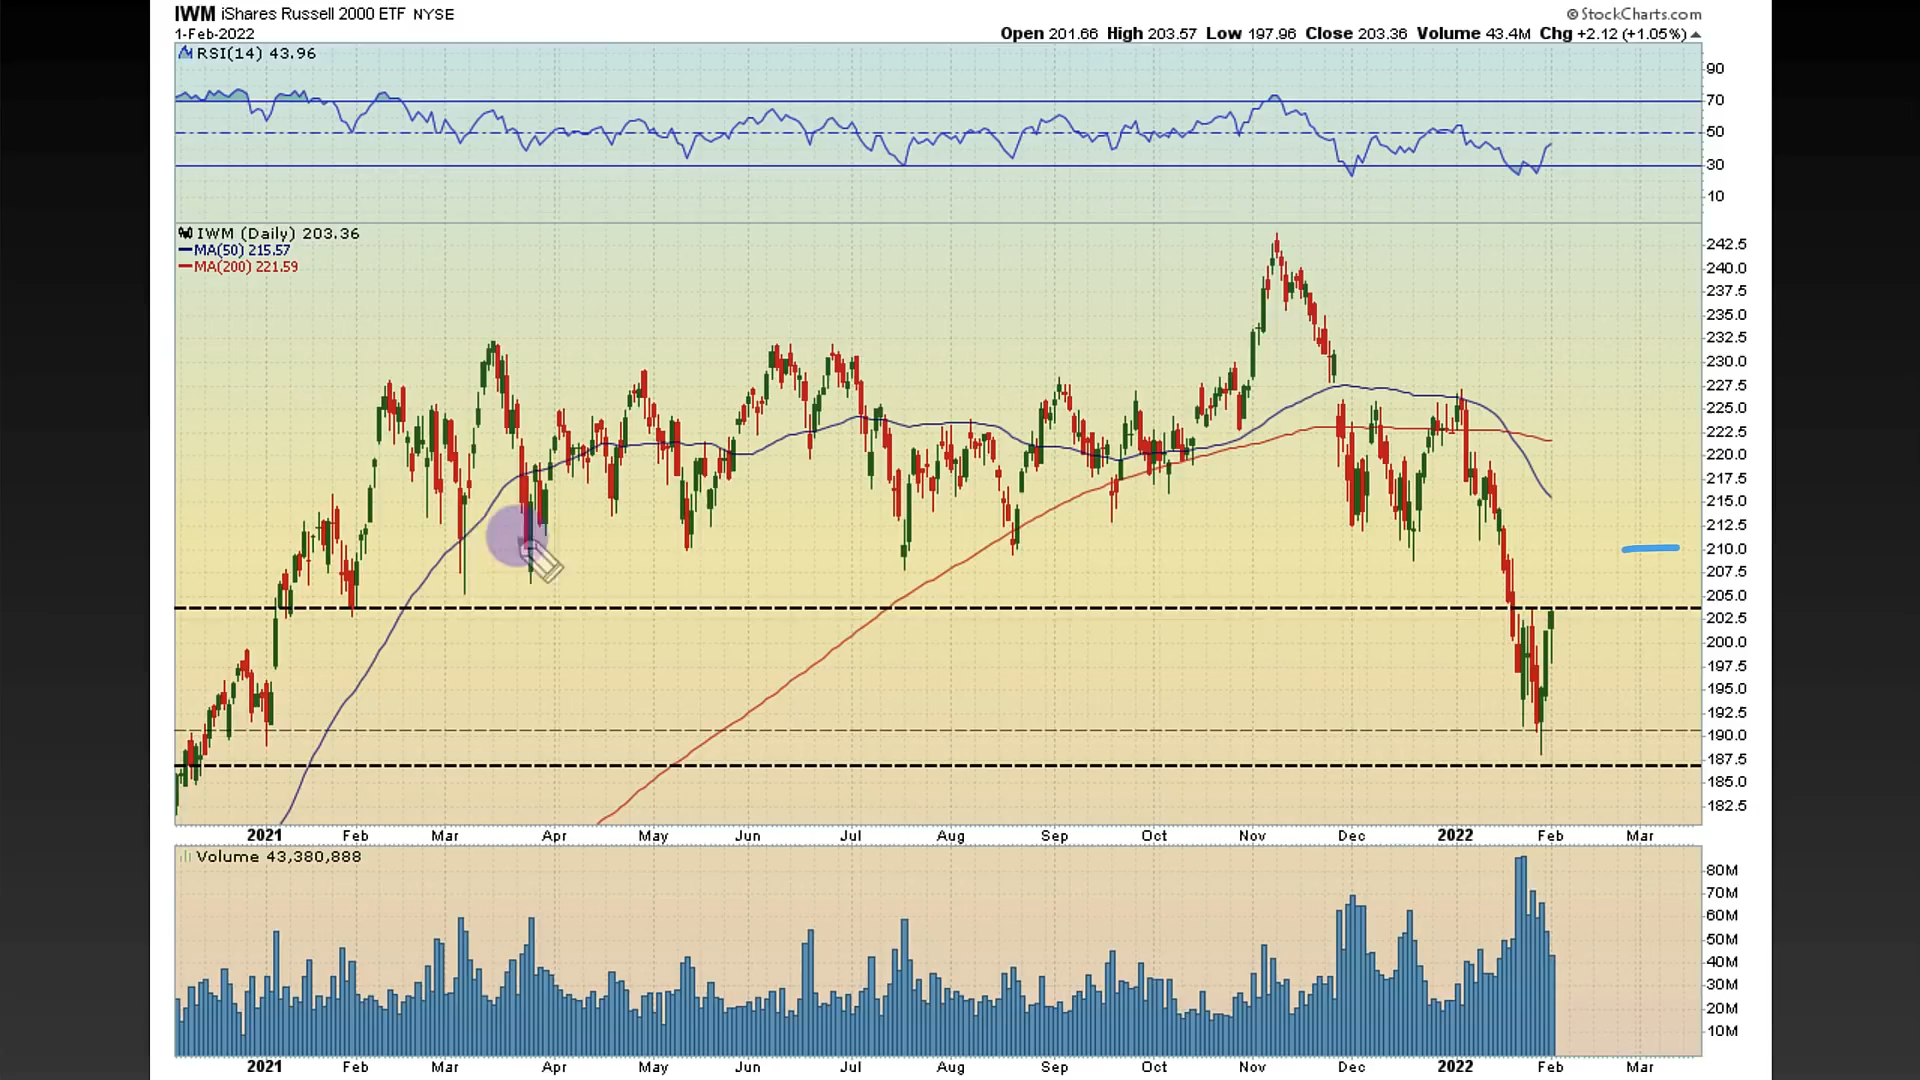 IWM iShares Russell 2000 ETF NYSE
© StockCharts.com
1-Feb-2022
Open 201.66 High 203.57 Low 197.96 Close 203.36 Volume 43.4M Chg +2.12 (+1.05%)
RSI(14) 43.96
90
70
50
30
10
IWM (Daily) 203.36
MA(50) 215.57
MA(200) 221.59
242.5
240.0
237.5
235.0
232.5
230.0
227.5
225.0
222.5
220.0
217.5
215.0
212.5
210.0
207.5
205.0
202.5
200.0
197.5
195.0
192.5
190.0
187.5
185.0
182.5
2021 Feb Mar Apr May Jun Jul Aug Sep Oct Nov Dec 2022 Feb Mar
Volume 43,380,888
80M
70M
60M
50M
40M
30M
20M
10M
2021 Feb Mar Apr May Jun Jul Aug Sep Oct Nov Dec 2022 Feb Mar